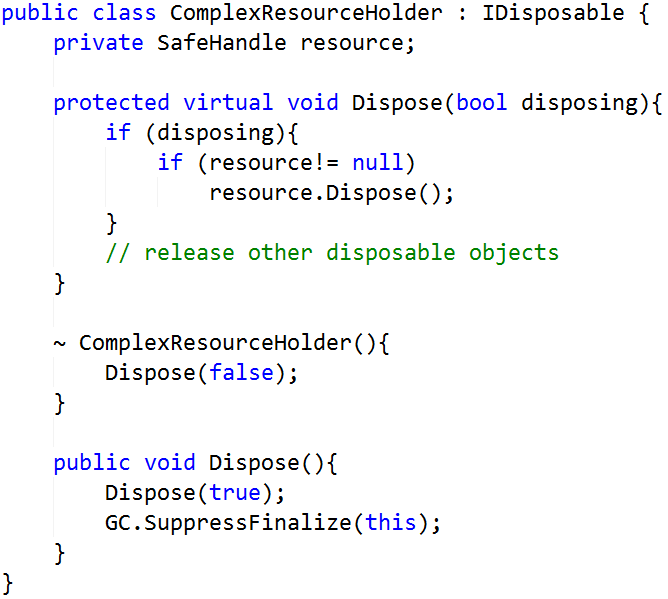 public class ComplexResourceHolder : IDisposable {
    private SafeHandle resource;
    protected virtual void Dispose(bool disposing){
        if (disposing){
            if (resource!= null)
                resource.Dispose();
        }
        // release other disposable objects
    }
    ~ ComplexResourceHolder(){
        Dispose(false);
    }
    public void Dispose(){
        Dispose(true);
        GC.SuppressFinalize(this);
    }
}